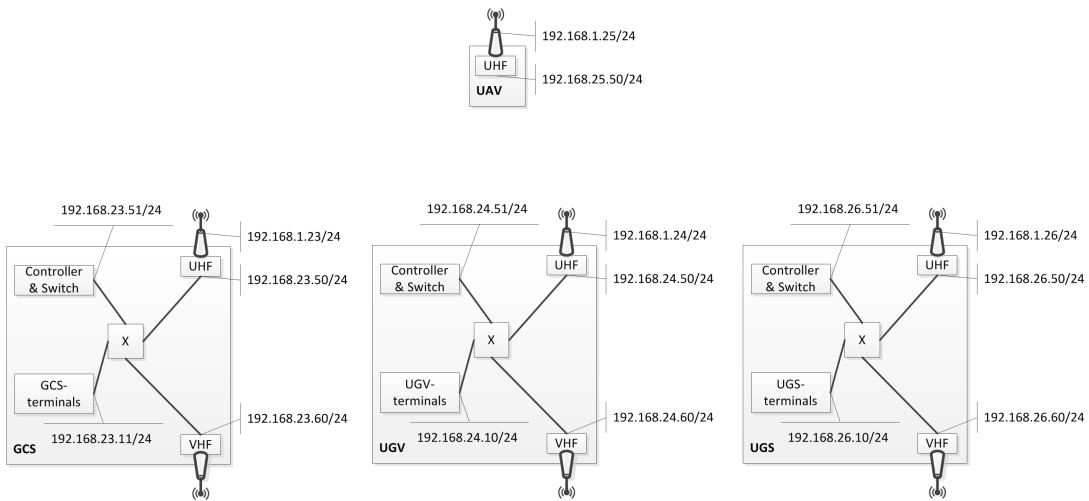 192.168.1.25/24
UHF
192.168.25.50/24
UAV
192.168.23.51/24
192.168.1.23/24
UHF
Controller
& Switch
192.168.23.50/24
X
GCS-
terminals
192.168.23.60/24
192.168.23.11/24
VHF
GCS
192.168.24.51/24
192.168.1.24/24
UHF
Controller
& Switch
192.168.24.50/24
X
UGV-
terminals
192.168.24.60/24
192.168.24.10/24
VHF
UGV
192.168.26.51/24
192.168.1.26/24
UHF
Controller
& Switch
192.168.26.50/24
X
UGS-
terminals
192.168.26.60/24
192.168.26.10/24
VHF
UGS